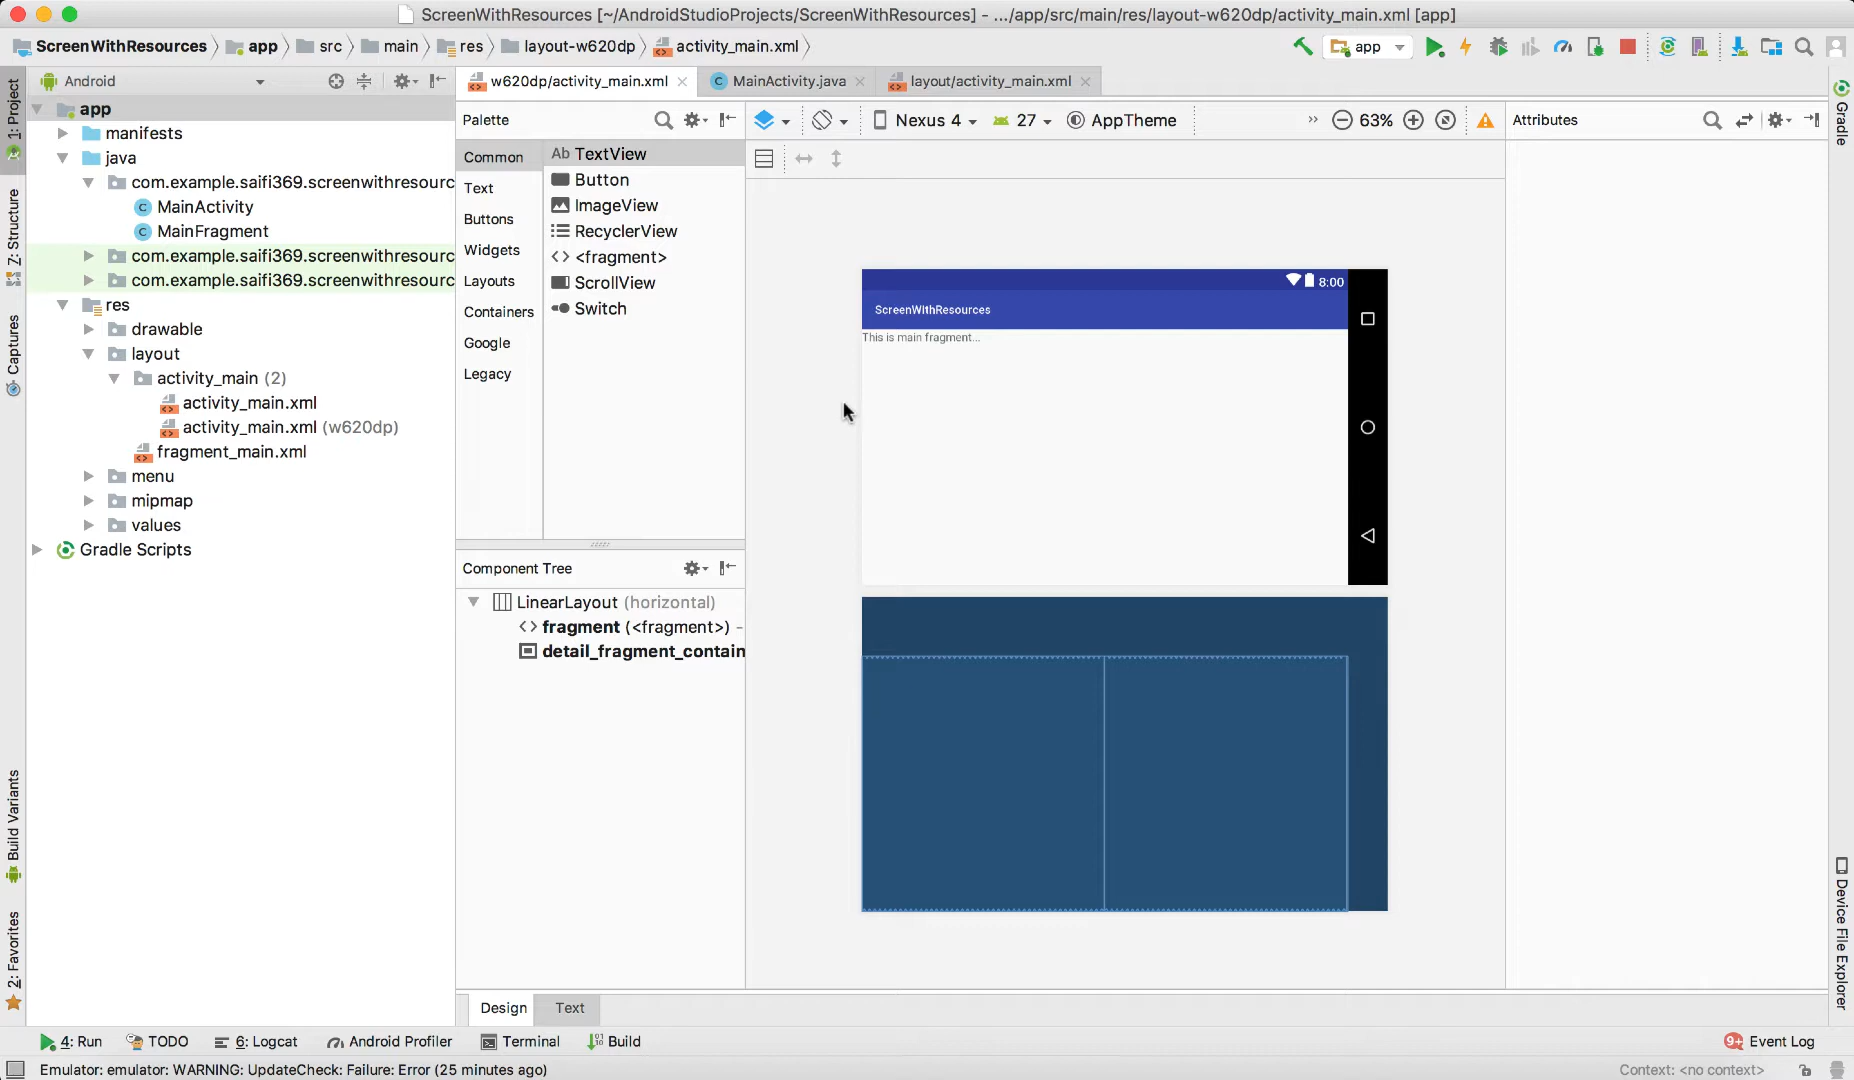 ScreenWithResources [~/AndroidStudioProjects/ScreenWithResources] - .../app/src/main/res/layout-w620dp/activity_main.xml [app]
ScreenWithResources app src main res layout-w620dp activity_main.xml
app
Android
w620dp/activity_main.xml
MainActivity.java
layout/activity_main.xml
1: Project
Z: Structure
Captures
Build Variants
2: Favorites
app
manifests
java
com.example.saifi369.screenwithresourc
MainActivity
MainFragment
com.example.saifi369.screenwithresourc
com.example.saifi369.screenwithresourc
res
drawable
layout
activity_main (2)
activity_main.xml
activity_main.xml (w620dp)
fragment_main.xml
menu
mipmap
values
Gradle Scripts
Palette
Common
Text
Buttons
Widgets
Layouts
Containers
Google
Legacy
Ab TextView
Button
ImageView
RecyclerView
<fragment>
ScrollView
Switch
Component Tree
LinearLayout (horizontal)
fragment (<fragment>) -
detail_fragment_contain
Nexus 4
27
AppTheme
63%
8:00
ScreenWithResources
This is main fragment...
Attributes
Gradle
Device File Explorer
Design
Text
4: Run
TODO
6: Logcat
Android Profiler
Terminal
Build
9+ Event Log
Emulator: emulator: WARNING: UpdateCheck: Failure: Error (25 minutes ago)
Context: <no context>